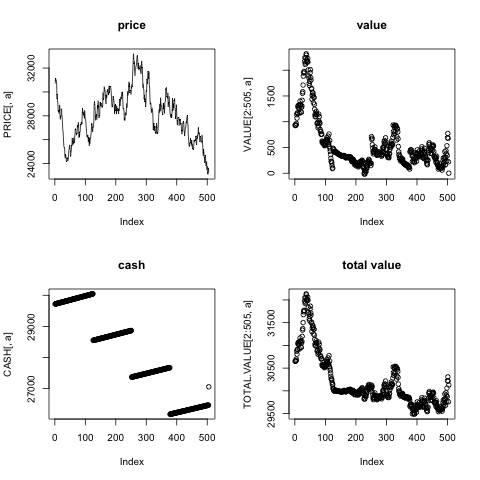 price
PRICE[, a]
24000 28000 32000
0 100 200 300 400 500
Index
value
VALUE[2:505, a]
0 500 1500
0 100 200 300 400 500
Index
cash
CASH[, a]
27000 29000
0 100 200 300 400 500
Index
total value
TOTAL.VALUE[2:505, a]
29500 30500 31500
0 100 200 300 400 500
Index